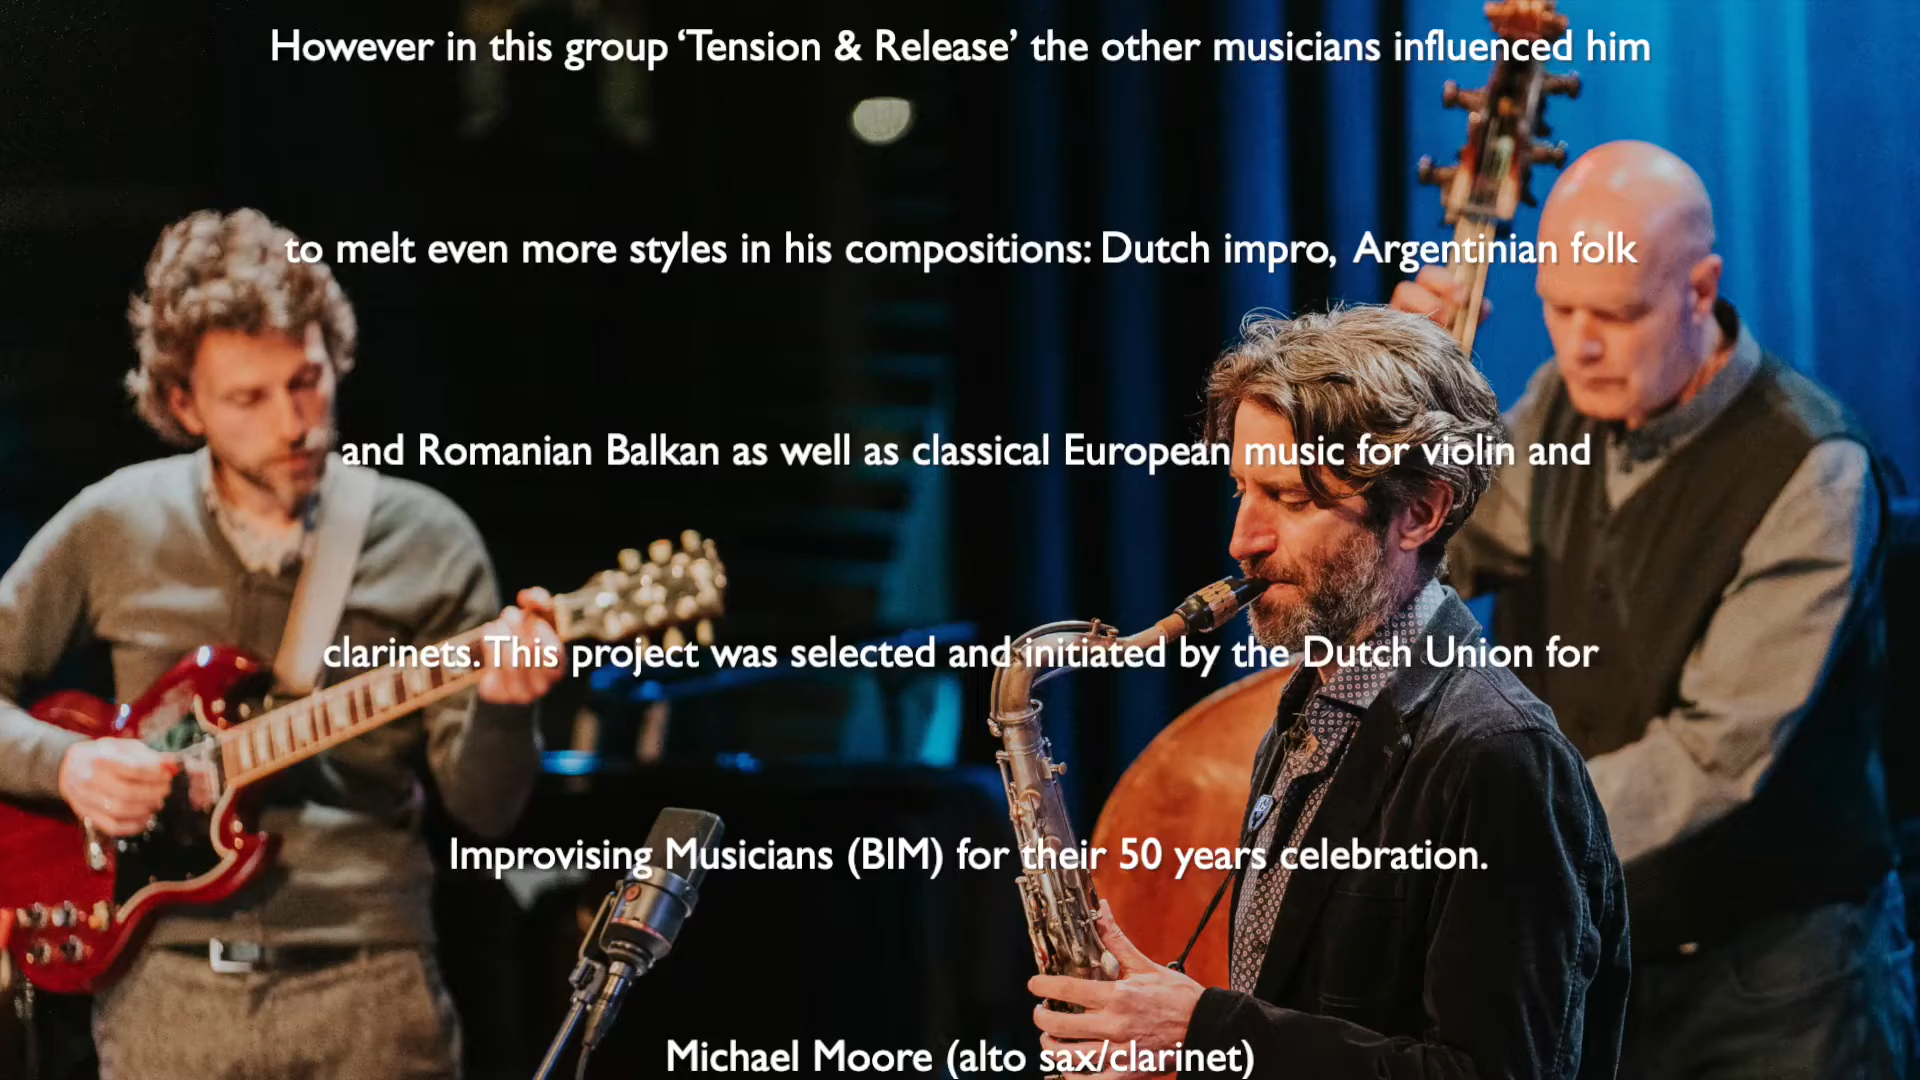 However in this group ‘Tension & Release’ the other musicians influenced him
to melt even more styles in his compositions: Dutch impro, Argentinian folk
and Romanian Balkan as well as classical European music for violin and
clarinets. This project was selected and initiated by the Dutch Union for
Improvising Musicians (BIM) for their 50 years celebration.
Michael Moore (alto sax/clarinet)